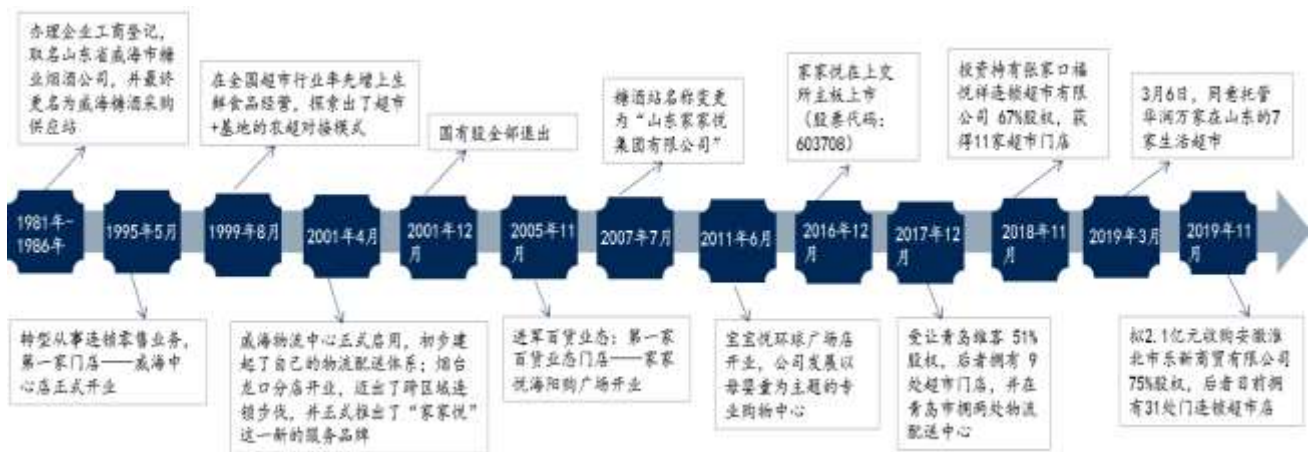 办理企业工商登记,
取名山东省威海市糖
业烟酒公司,并最终
更名为威海糖酒采购
供应站
在全国超市行业率先增上生
鲜食品经营,探索出了超市
+基地的农超对接模式
国有股全部退出
糖酒站名称变更
为“山东家家悦
集团有限公司”
家家悦在上交
所主板上市
(股票代码:
603708)
投资持有张家口福
悦祥连锁超市有限
公司 67%股权,获
得11家超市门店
3月6日,同意托管
华润万家在山东的7
家生活超市
1981年-
1986年
1995年5月
1999年8月
2001年4月
2001年12
月
2005年11
月
2007年7月
2011年6月
2016年12
月
2017年12
月
2018年11
月
2019年3月
2019年11
月
转型从事连锁零售业务,
第一家门店——威海中
心店正式开业
威海物流中心正式启用,初步建
起了自己的物流配送体系;烟台
龙口分店开业,迈出了跨区域连
锁步伐,并正式推出了“家家悦”
这一新的服务品牌
进军百货业态:第一家
百货业态门店——家家
悦海阳购广场开业
宝宝悦环球广场店
开业,公司发展以
母婴童为主题的专
业购物中心
受让青岛维客 51%
股权,后者拥有 9
处超市门店,并在
青岛市拥两处物流
配送中心
拟2.1亿元收购安徽淮
北市乐新商贸有限公司
75%股权,后者目前拥
有31处门连锁超市店